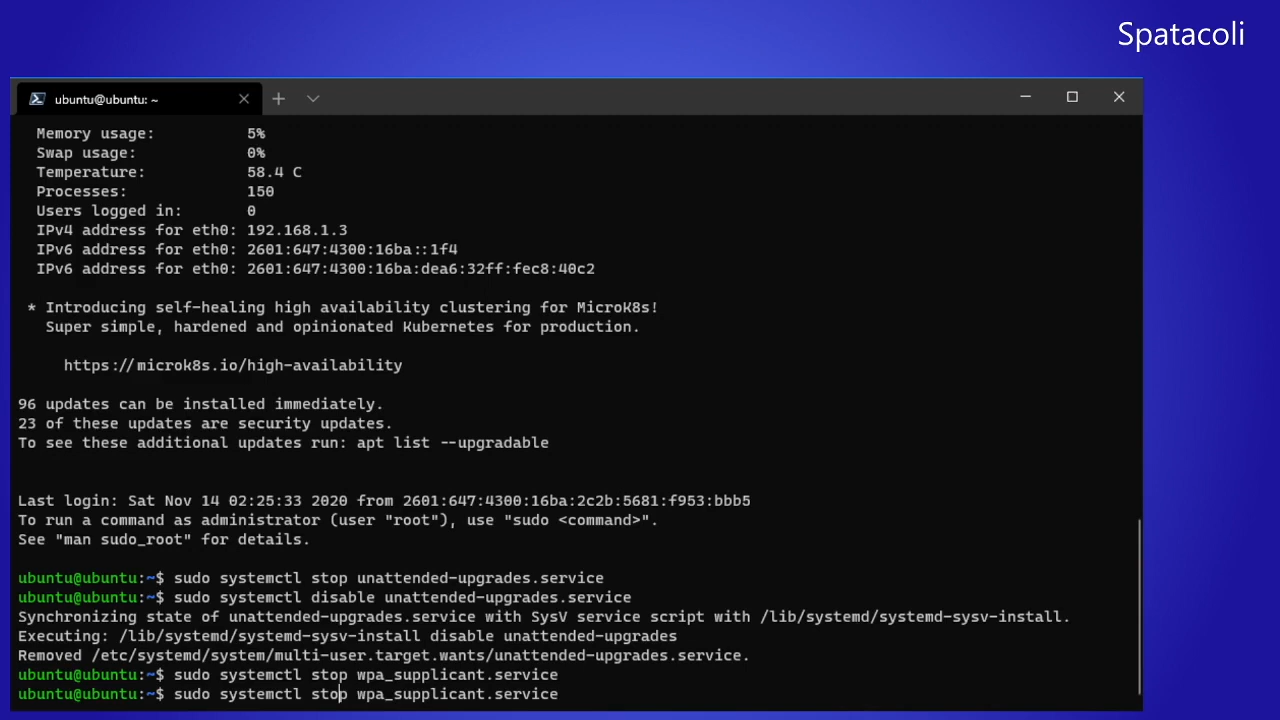 Spatacoli
ubuntu@ubuntu: ~
Memory usage: 5%
Swap usage: 0%
Temperature: 58.4 C
Processes: 150
Users logged in: 0
IPv4 address for eth0: 192.168.1.3
IPv6 address for eth0: 2601:647:4300:16ba::1f4
IPv6 address for eth0: 2601:647:4300:16ba:dea6:32ff:fec8:40c2
* Introducing self-healing high availability clustering for MicroK8s!
Super simple, hardened and opinionated Kubernetes for production.
https://microk8s.io/high-availability
96 updates can be installed immediately.
23 of these updates are security updates.
To see these additional updates run: apt list --upgradable
Last login: Sat Nov 14 02:25:33 2020 from 2601:647:4300:16ba:2c2b:5681:f953:bbb5
To run a command as administrator (user "root"), use "sudo <command>".
See "man sudo_root" for details.
ubuntu@ubuntu:~$ sudo systemctl stop unattended-upgrades.service
ubuntu@ubuntu:~$ sudo systemctl disable unattended-upgrades.service
Synchronizing state of unattended-upgrades.service with SysV service script with /lib/systemd/systemd-sysv-install.
Executing: /lib/systemd/systemd-sysv-install disable unattended-upgrades
Removed /etc/systemd/system/multi-user.target.wants/unattended-upgrades.service.
ubuntu@ubuntu:~$ sudo systemctl stop wpa_supplicant.service
ubuntu@ubuntu:~$ sudo systemctl stop wpa_supplicant.service